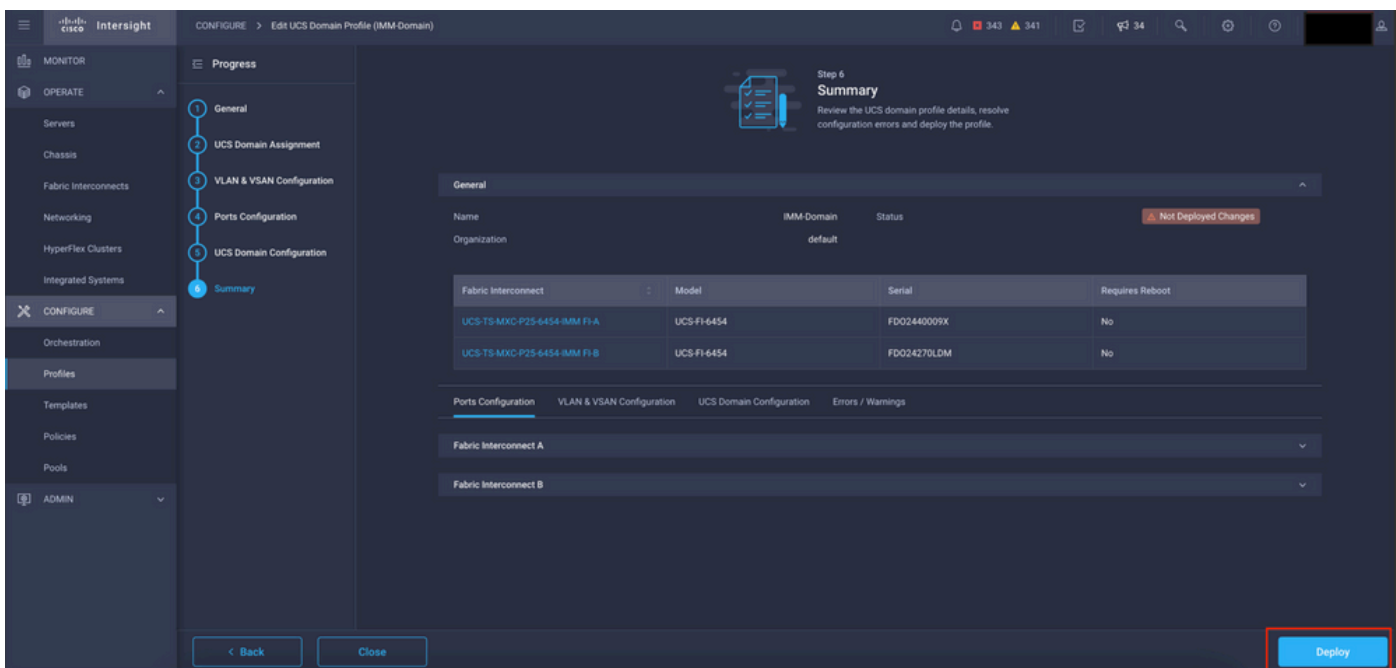 cisco Intersight
CONFIGURE > Edit UCS Domain Profile (IMM-Domain)
343 341 34
MONITOR
OPERATE
Servers
Chassis
Fabric Interconnects
Networking
HyperFlex Clusters
Integrated Systems
CONFIGURE
Orchestration
Profiles
Templates
Policies
Pools
ADMIN
Progress
1 General
2 UCS Domain Assignment
3 VLAN & VSAN Configuration
4 Ports Configuration
5 UCS Domain Configuration
6 Summary
Step 6
Summary
Review the UCS domain profile details, resolve
configuration errors and deploy the profile.
General
Name IMM-Domain Status Not Deployed Changes
Organization default
Fabric Interconnect Model Serial Requires Reboot
UCS-TS-MXC-P25-6454-IMM FI-A UCS-FI-6454 FDO2440009X No
UCS-TS-MXC-P25-6454-IMM FI-B UCS-FI-6454 FDO24270LDM No
Ports Configuration VLAN & VSAN Configuration UCS Domain Configuration Errors / Warnings
Fabric Interconnect A
Fabric Interconnect B
< Back Close Deploy